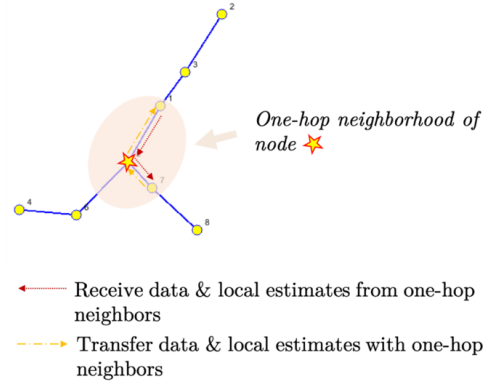 2
3
1
One-hop neighborhood of
node
7
4
8
Receive data & local estimates from one-hop
neighbors
Transfer data & local estimates with one-hop
neighbors